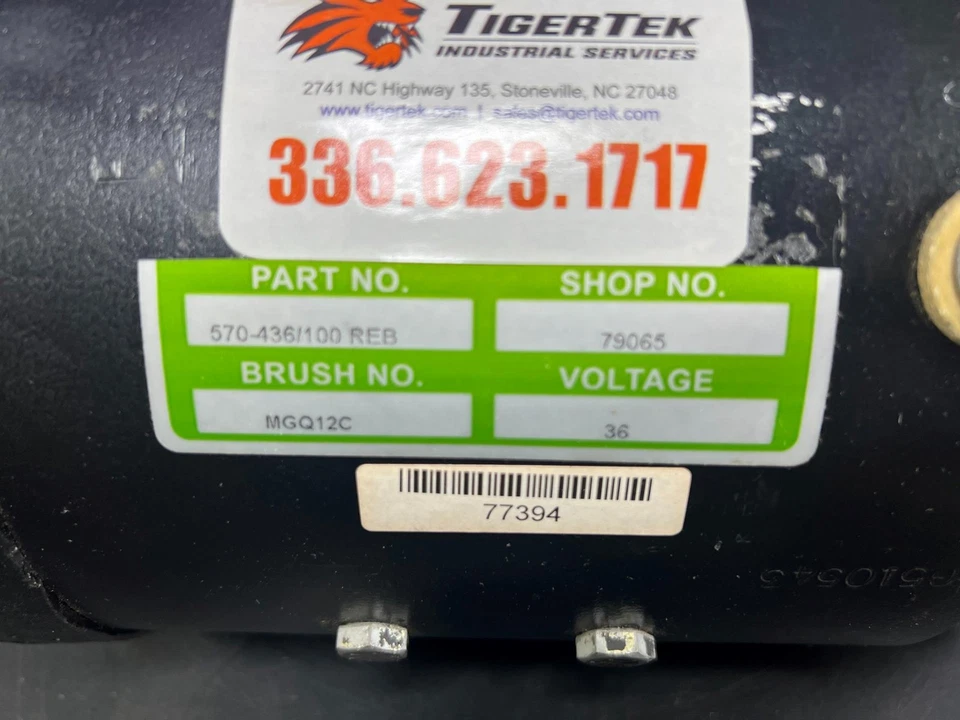 TIGERTEK
INDUSTRIAL SERVICES
2741 NC Highway 135, Stoneville, NC 27048
www.tigertek.com | sales@tigertek.com
336.623.1717
PART NO. SHOP NO.
570-436/100 REB 79065
BRUSH NO. VOLTAGE
MGQ12C 36
77394